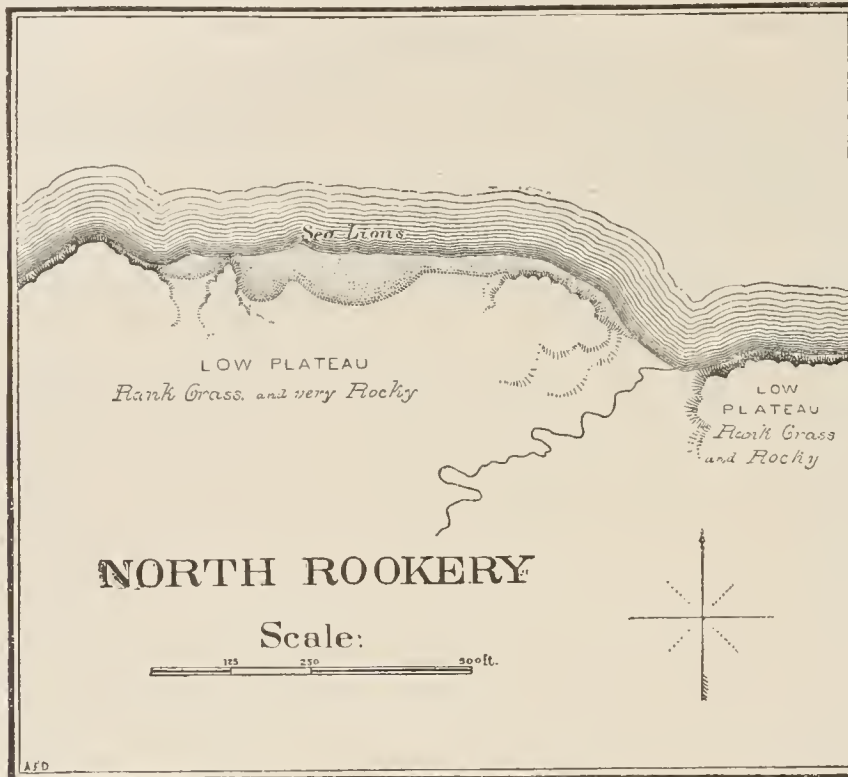 Sea Lions
LOW PLATEAU
Rank Grass, and very Rocky
LOW
PLATEAU
Rank Grass
and Rocky
NORTH ROOKERY
Scale:
125 250 500ft.
AFD